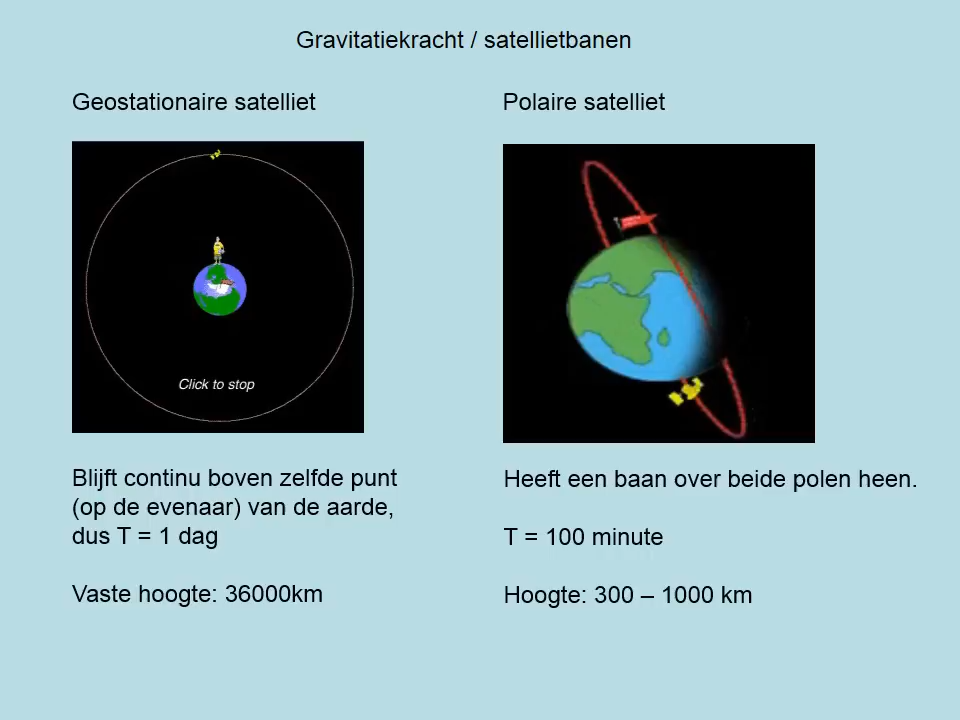 Gravitatiekracht / satellietbanen
Geostationaire satelliet
Click to stop
Blijft continu boven zelfde punt
(op de evenaar) van de aarde,
dus T = 1 dag
Vaste hoogte: 36000km
Polaire satelliet
Heeft een baan over beide polen heen.
T = 100 minute
Hoogte: 300 – 1000 km